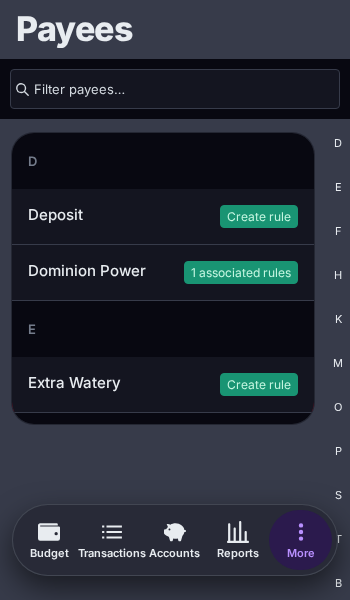 Payees
Filter payees...
D
Deposit
Create rule
Dominion Power
1 associated rules
E
Extra Watery
Create rule
D
E
F
H
K
M
O
P
S
T
B
Budget
Transactions
Accounts
Reports
More